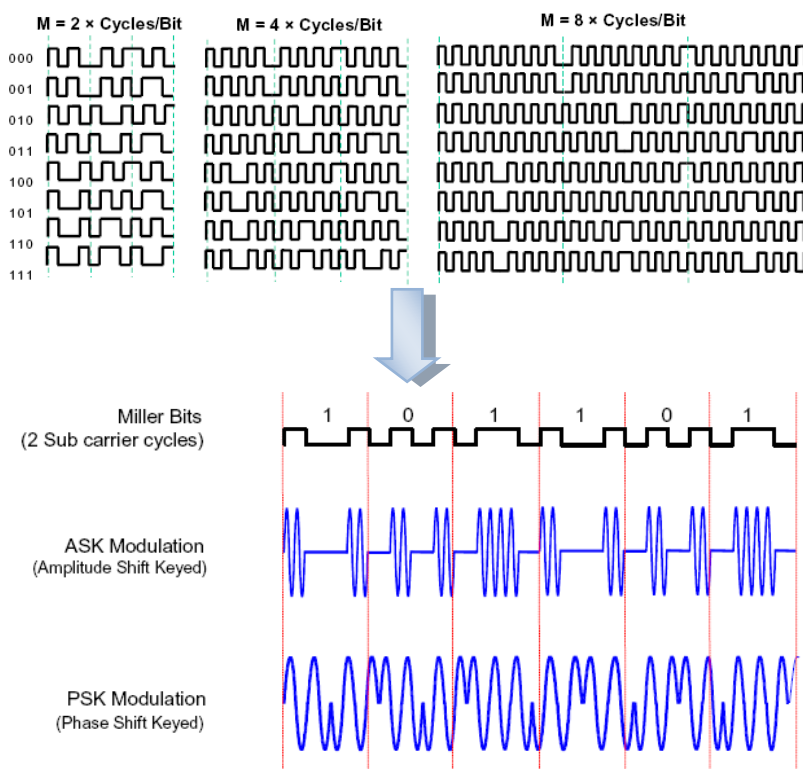 M = 2 × Cycles/Bit
M = 4 × Cycles/Bit
M = 8 × Cycles/Bit
000
001
010
011
100
101
110
111
Miller Bits
(2 Sub carrier cycles)
1 0 1 1 0 1
ASK Modulation
(Amplitude Shift Keyed)
PSK Modulation
(Phase Shift Keyed)